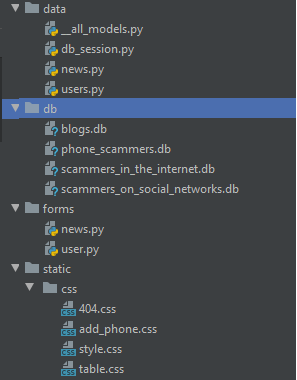 data
__all_models.py
db_session.py
news.py
users.py
db
blogs.db
phone_scammers.db
scammers_in_the_internet.db
scammers_on_social_networks.db
forms
news.py
user.py
static
css
404.css
add_phone.css
style.css
table.css